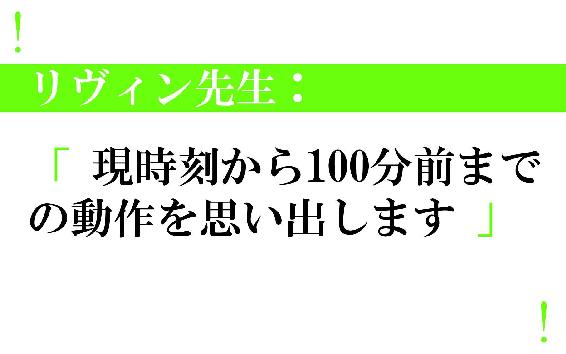 !
リヴィン先生：
「 現時刻から100分前まで
の動作を思い出します 」
!